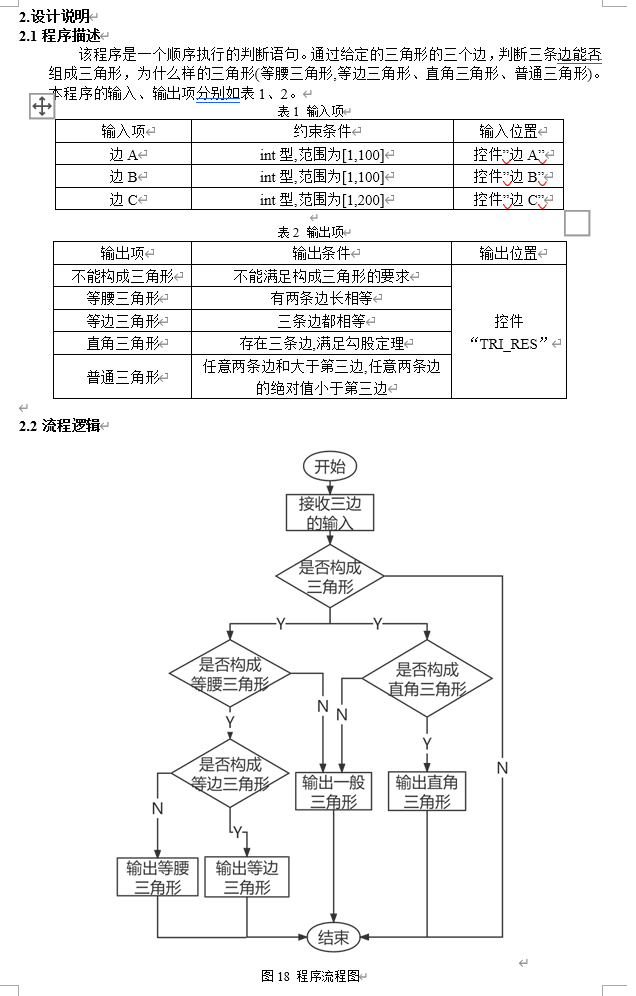 2.设计说明
2.1 程序描述
该程序是一个顺序执行的判断语句。通过给定的三角形的三个边,判断三条边能否
组成三角形，为什么样的三角形(等腰三角形,等边三角形、直角三角形、普通三角形)。
本程序的输入、输出项分别如表 1、2。
表 1 输入项
输入项 约束条件 输入位置
边 A int 型,范围为[1,100] 控件”边 A”
边 B int 型,范围为[1,100] 控件”边 B”
边 C int 型,范围为[1,200] 控件”边 C”
表 2 输出项
输出项 输出条件 输出位置
不能构成三角形 不能满足构成三角形的要求
等腰三角形 有两条边长相等
等边三角形 三条边都相等
直角三角形 存在三条边,满足勾股定理
普通三角形 任意两条边和大于第三边,任意两条边
的绝对值小于第三边
控件
“TRI_RES”
2.2 流程逻辑
开始
接收三边
的输入
是否构成
三角形
Y
Y
是否构成
等腰三角形
是否构成
直角三角形
N
N
Y
Y
N
是否构成
等边三角形
输出一般
三角形
输出直角
三角形
N
Y
输出等腰
三角形
输出等边
三角形
结束
图 18 程序流程图